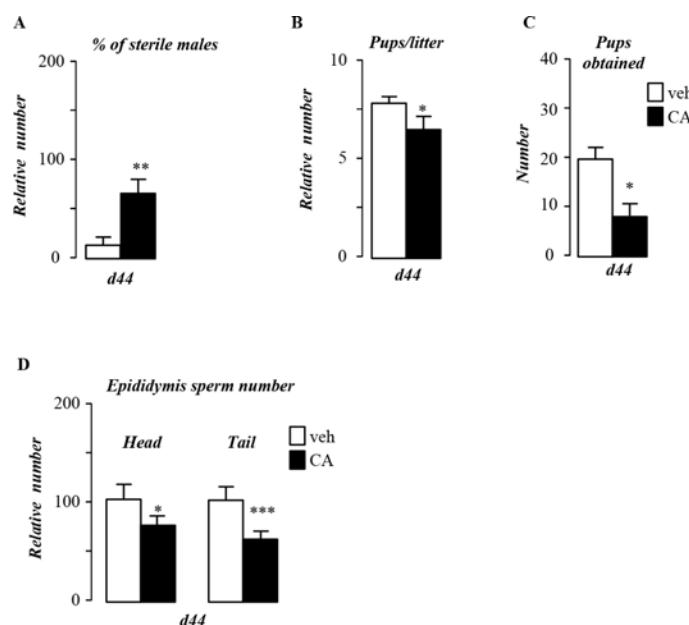 A
% of sterile males
Relative number
200
100
0
**
d44
B
Pups/litter
Relative number
10
5
0
*
d44
C
Pups
obtained
Number
40
30
20
10
0
*
d44
veh
CA
D
Epididymis sperm number
Relative number
200
100
0
Head
Tail
*
***
veh
CA
d44